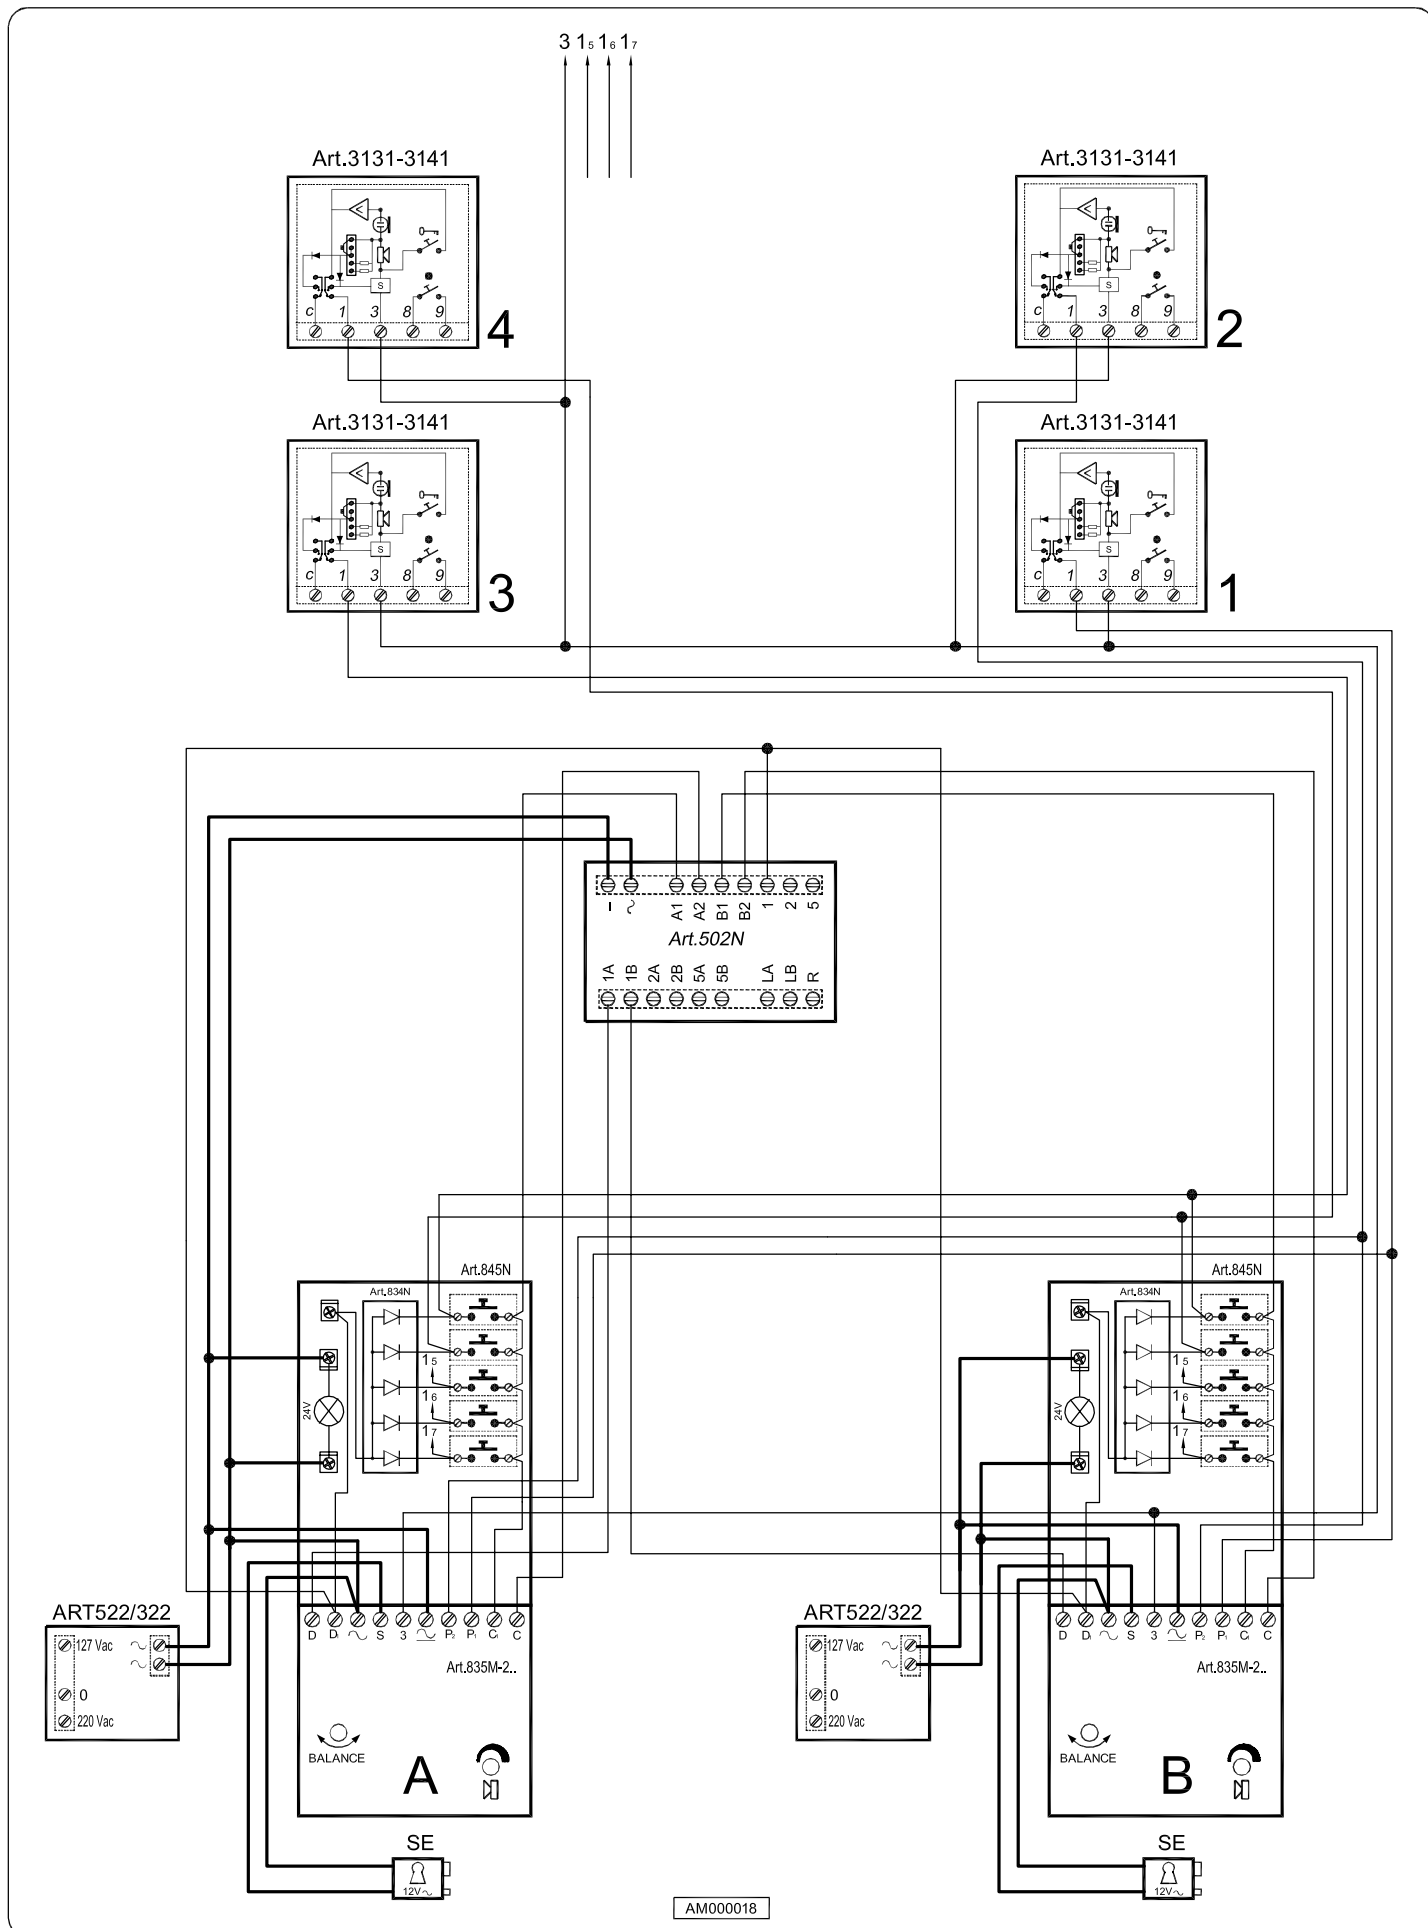 3 1₅ 1₆ 1₇
Art.3131-3141
Art.3131-3141
S
S
C 1 3 8 9
4
C 1 3 8 9
2
Art.3131-3141
Art.3131-3141
S
S
C 1 3 8 9
3
C 1 3 8 9
1
– ~ A1 A2 B1 B2 1 2 5
Art.502N
1A 1B 2A 2B 5A 5B LA LB R
Art.845N
Art.845N
Art.834N
Art.834N
1₅
1₅
24V
1₆
24V
1₆
1₇
1₇
ART522/322
D D₁ ~ S 3 ~ P₂ P₁ C₁ C
ART522/322
D D₁ ~ S 3 ~ P₂ P₁ C₁ C
127 Vac ~
~
Art.835M-2..
127 Vac ~
~
Art.835M-2..
0
0
220 Vac
220 Vac
BALANCE
A
BALANCE
B
SE
SE
12V~
12V~
AM000018